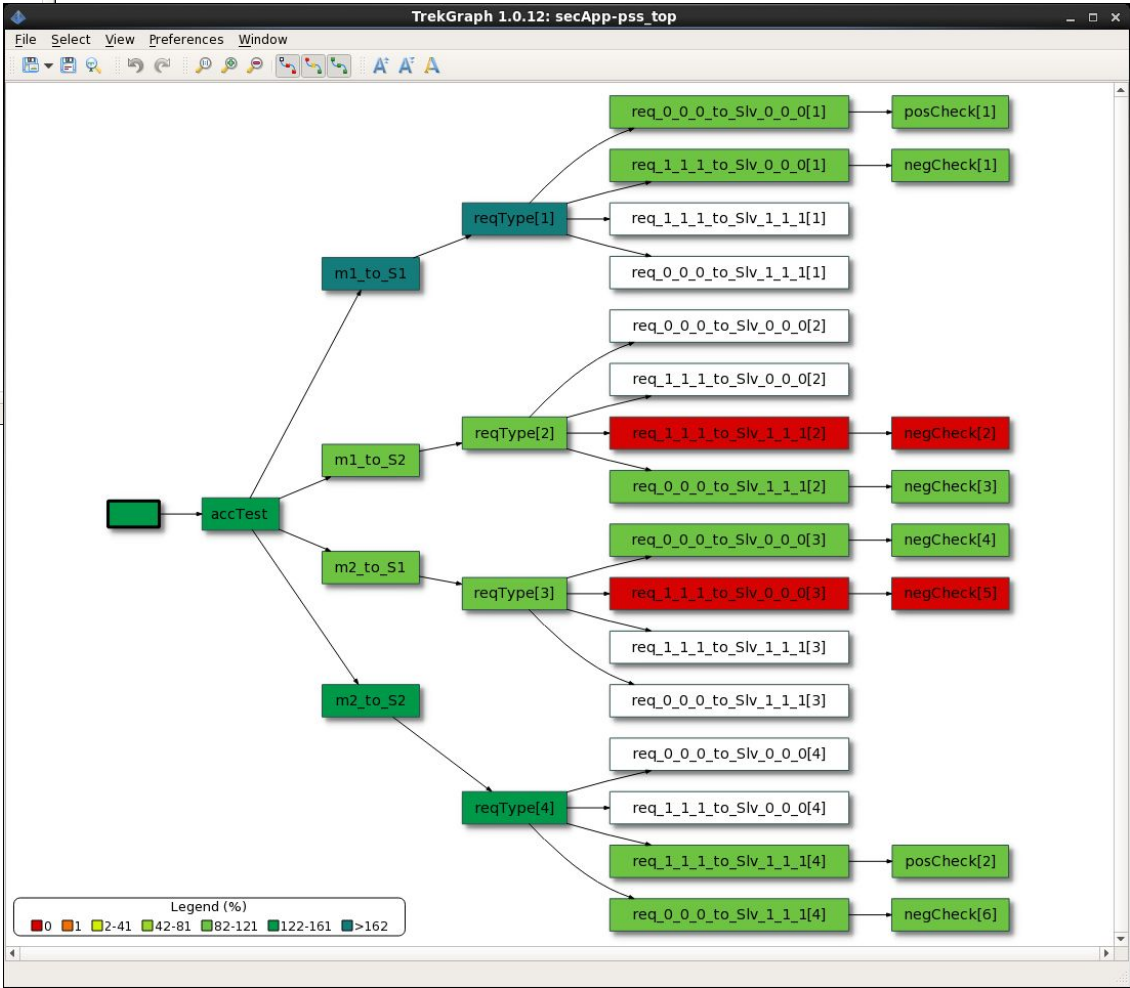 TrekGraph 1.0.12: secApp-pss_top
File Select View Preferences Window
req_0_0_0_to_Slv_0_0_0[1]
posCheck[1]
req_1_1_1_to_Slv_0_0_0[1]
negCheck[1]
reqType[1]
req_1_1_1_to_Slv_1_1_1[1]
m1_to_S1
req_0_0_0_to_Slv_1_1_1[1]
req_0_0_0_to_Slv_0_0_0[2]
req_1_1_1_to_Slv_0_0_0[2]
reqType[2]
req_1_1_1_to_Slv_1_1_1[2]
negCheck[2]
m1_to_S2
req_0_0_0_to_Slv_1_1_1[2]
negCheck[3]
accTest
req_0_0_0_to_Slv_0_0_0[3]
negCheck[4]
m2_to_S1
reqType[3]
req_1_1_1_to_Slv_0_0_0[3]
negCheck[5]
req_1_1_1_to_Slv_1_1_1[3]
m2_to_S2
req_0_0_0_to_Slv_1_1_1[3]
req_0_0_0_to_Slv_0_0_0[4]
reqType[4]
req_1_1_1_to_Slv_0_0_0[4]
req_1_1_1_to_Slv_1_1_1[4]
posCheck[2]
req_0_0_0_to_Slv_1_1_1[4]
negCheck[6]
Legend (%)
0 1 2-41 42-81 82-121 122-161 >162